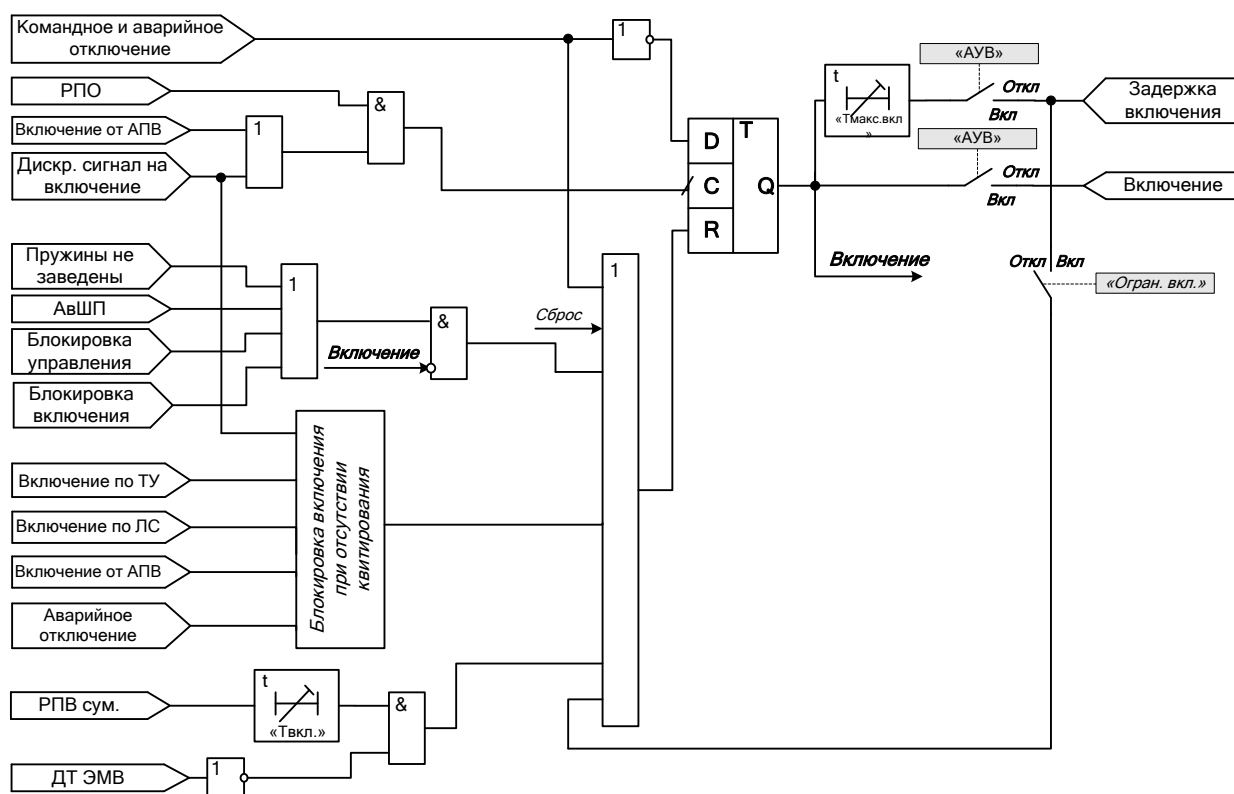 Командное и аварийное
отключение
1
«АУВ»
t
Откл
Вкл
«Тмакс.вкл
»
Задержка
включения
РПО
&
Включение от АПВ
1
Дискр. сигнал на
включение
D
T
C
Q
R
«АУВ»
Откл
Вкл
Включение
Включение
Откл
Вкл
«Огран. вкл.»
Пружины не
заведены
1
АвШП
Блокировка
управления
Блокировка
включения
Включение
&
Сброс
1
Включение по ТУ
Включение по ЛС
Включение от АПВ
Аварийное
отключение
Блокировка включения
при отсутствии
квитирования
РПВ сум.
t
«Твкл.»
&
ДТ ЭМВ
1